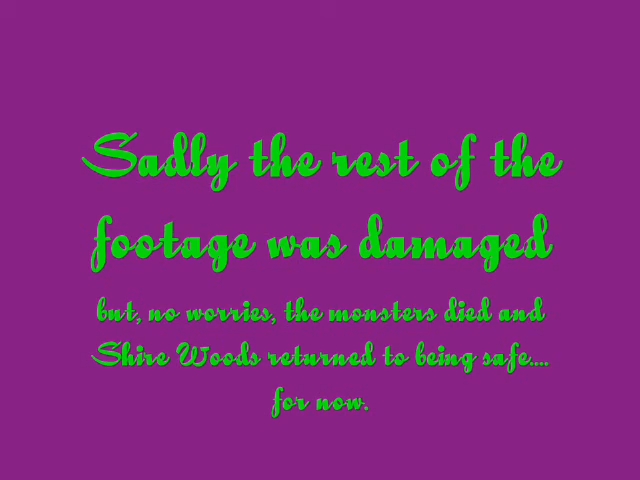 Sadly the rest of the
footage was damaged
but, no worries, the monsters died and
Shire Woods returned to being safe....
for now.